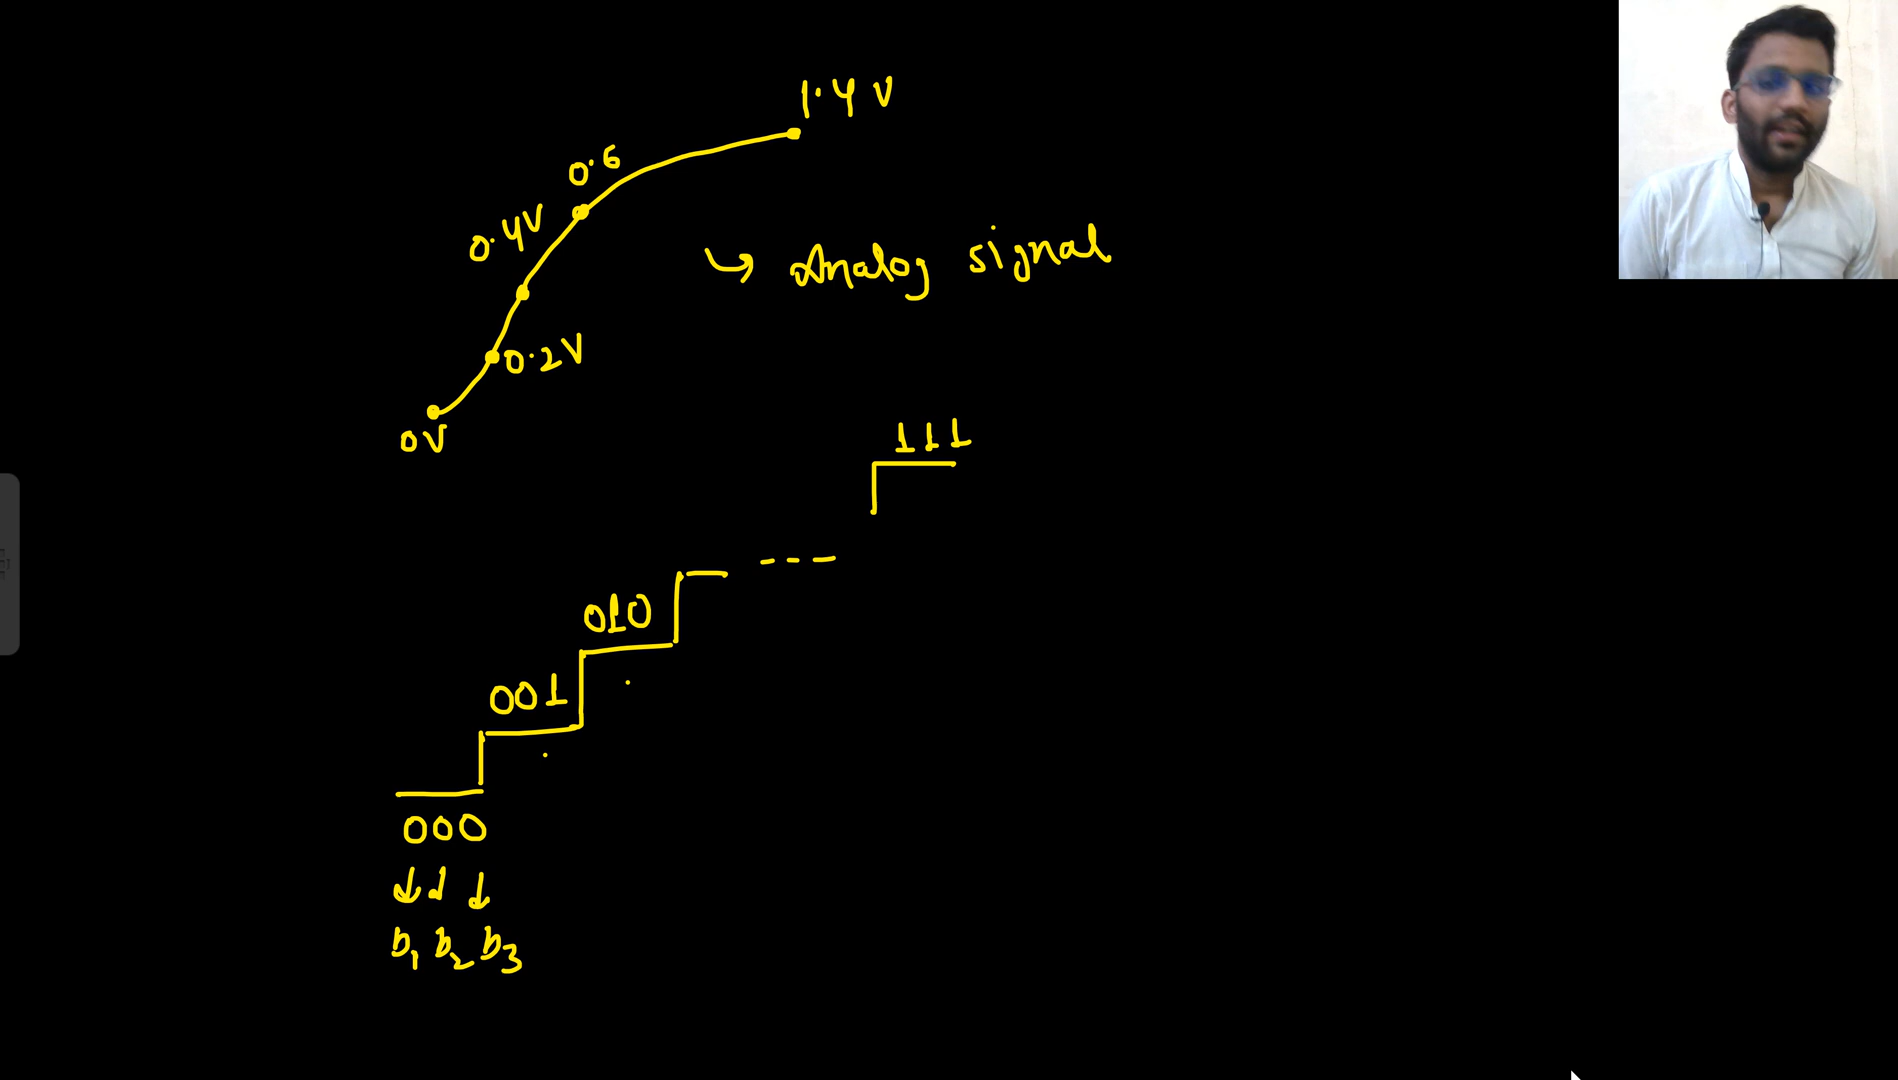 1.4 V
0.6
0.4V
↳ Analog signal
0.2V
0V
111
010
001
000
↓ ↓ ↓
b₁ b₂ b₃